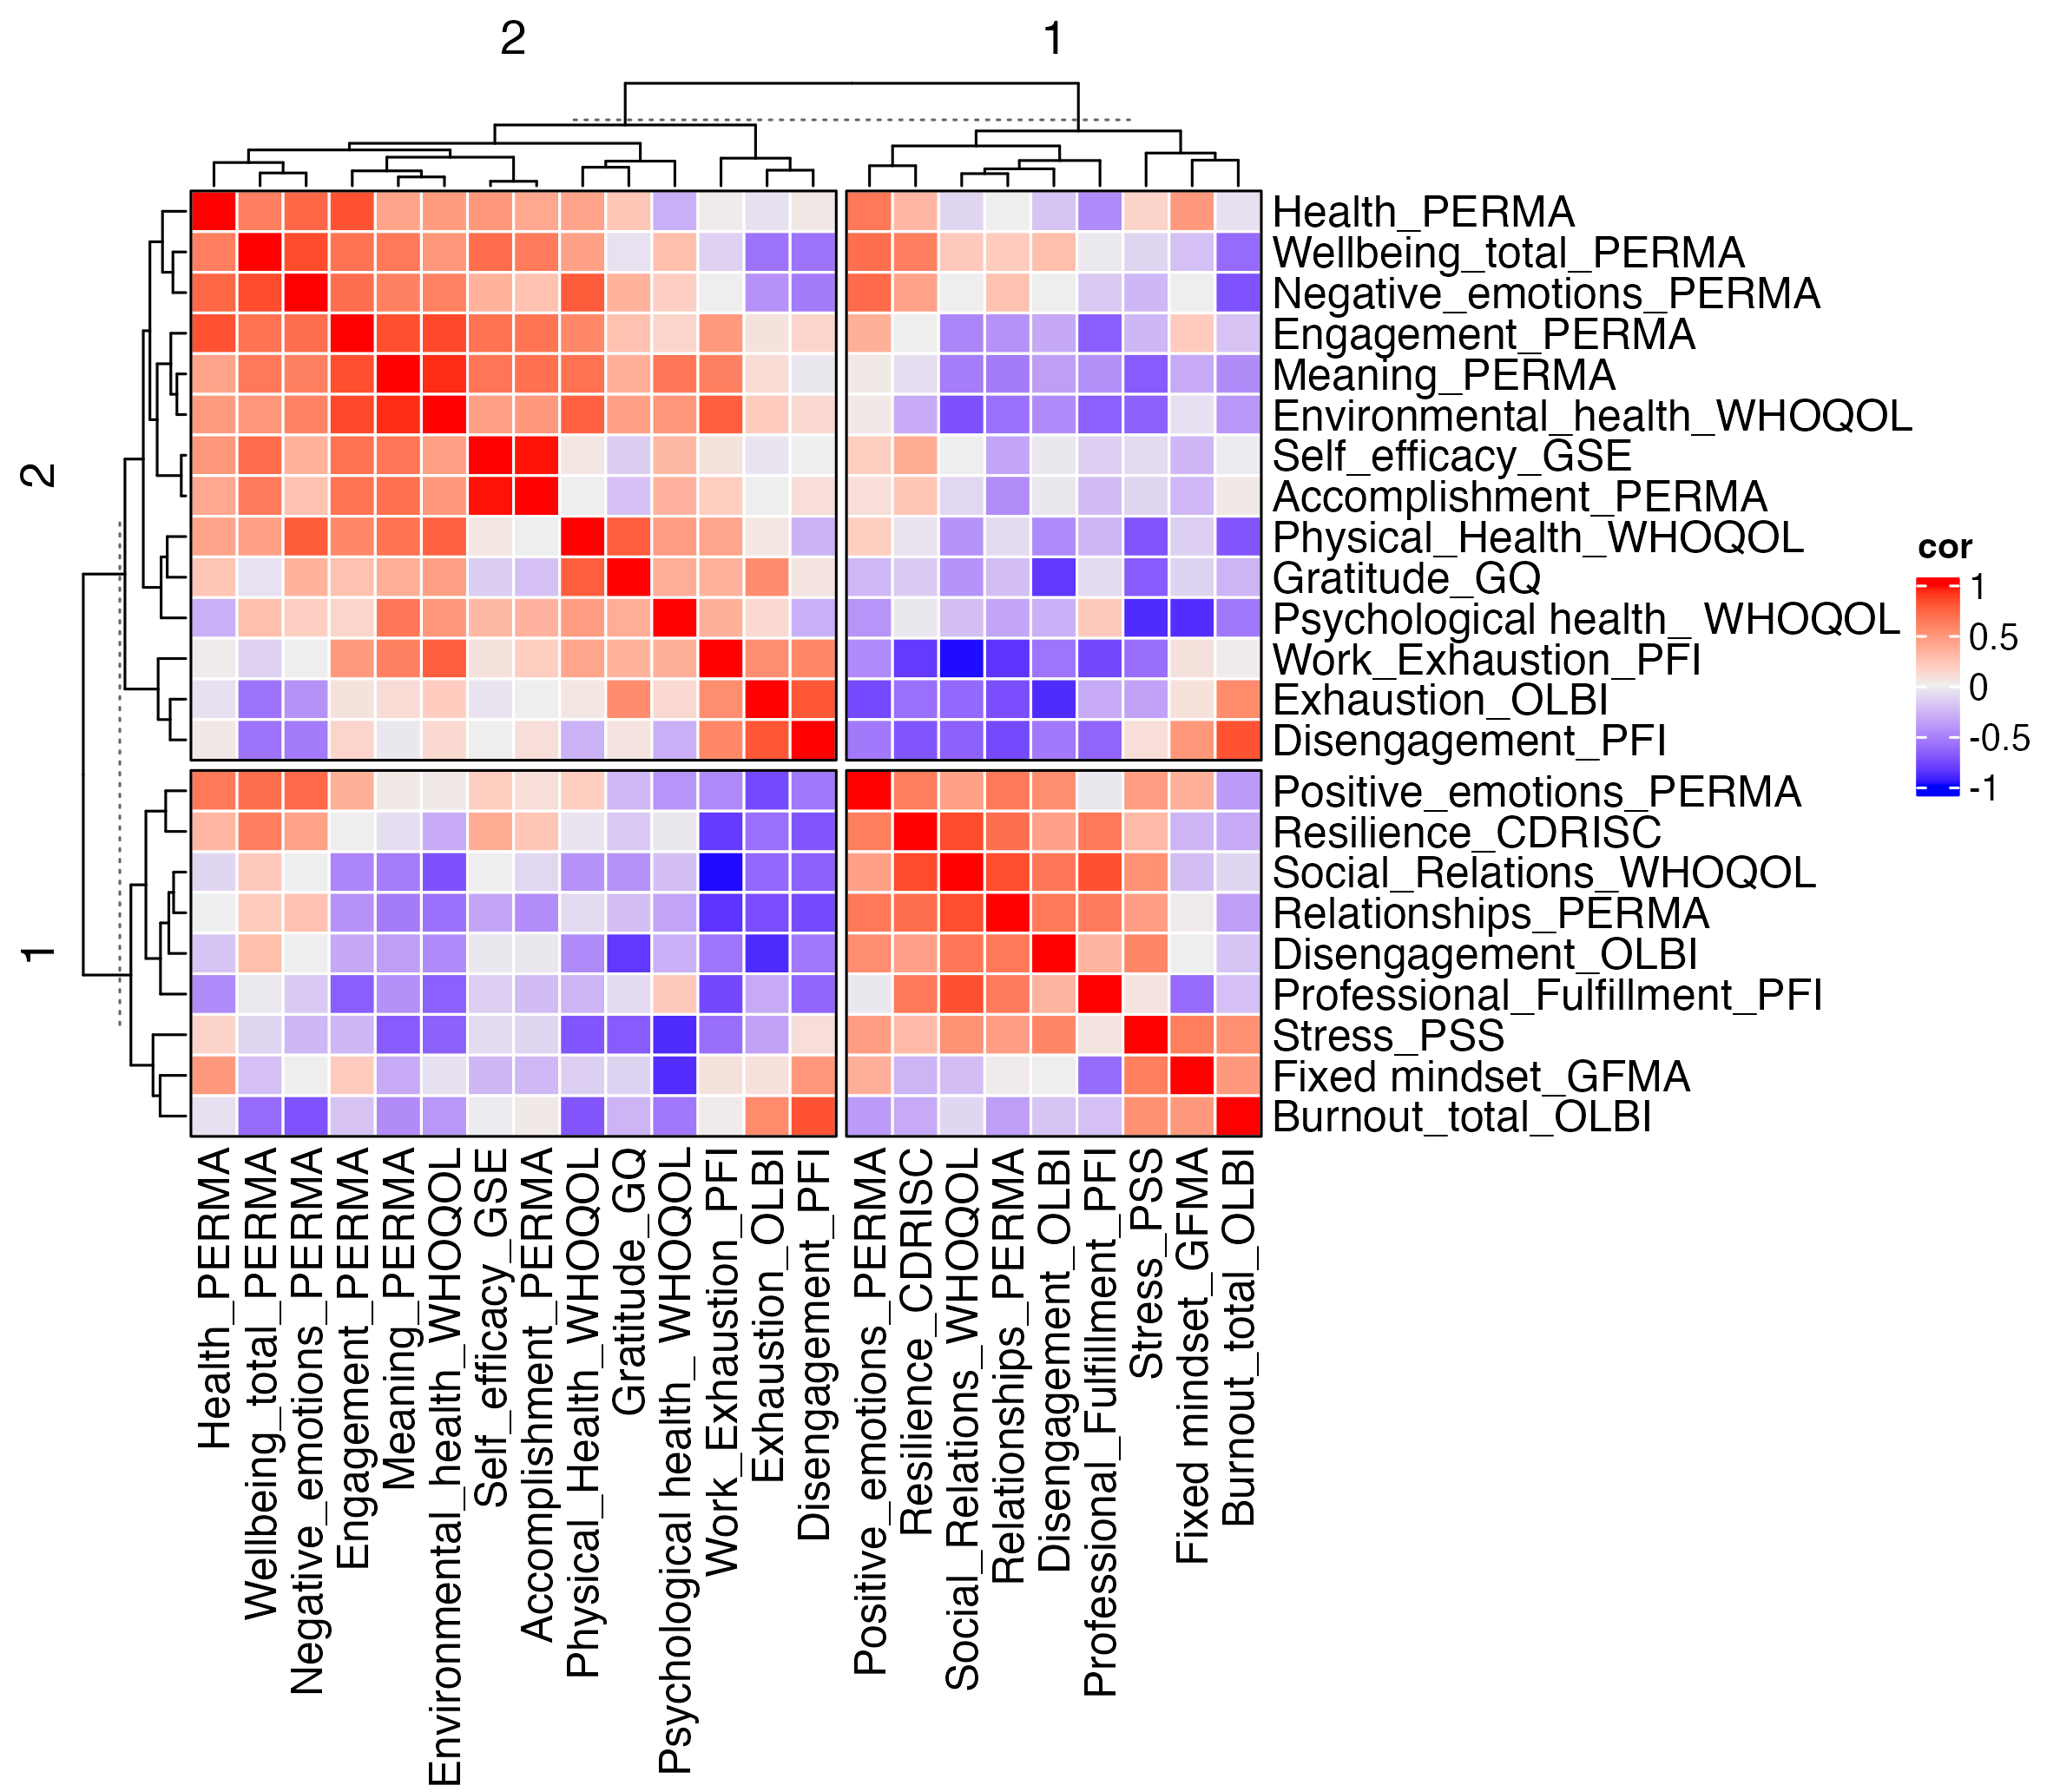 2
1
2
1
Health_PERMA
Wellbeing_total_PERMA
Negative_emotions_PERMA
Engagement_PERMA
Meaning_PERMA
Environmental_health_WHOQOL
Self_efficacy_GSE
Accomplishment_PERMA
Physical_Health_WHOQOL
Gratitude_GQ
Psychological health_ WHOQOL
Work_Exhaustion_PFI
Exhaustion_OLBI
Disengagement_PFI
Positive_emotions_PERMA
Resilience_CDRISC
Social_Relations_WHOQOL
Relationships_PERMA
Disengagement_OLBI
Professional_Fulfillment_PFI
Stress_PSS
Fixed mindset_GFMA
Burnout_total_OLBI
cor
1
0.5
0
-0.5
-1
Health_PERMA
Wellbeing_total_PERMA
Negative_emotions_PERMA
Engagement_PERMA
Meaning_PERMA
Environmental_health_WHOQOL
Self_efficacy_GSE
Accomplishment_PERMA
Physical_Health_WHOQOL
Gratitude_GQ
Psychological health_ WHOQOL
Work_Exhaustion_PFI
Exhaustion_OLBI
Disengagement_PFI
Positive_emotions_PERMA
Resilience_CDRISC
Social_Relations_WHOQOL
Relationships_PERMA
Disengagement_OLBI
Professional_Fulfillment_PFI
Stress_PSS
Fixed mindset_GFMA
Burnout_total_OLBI